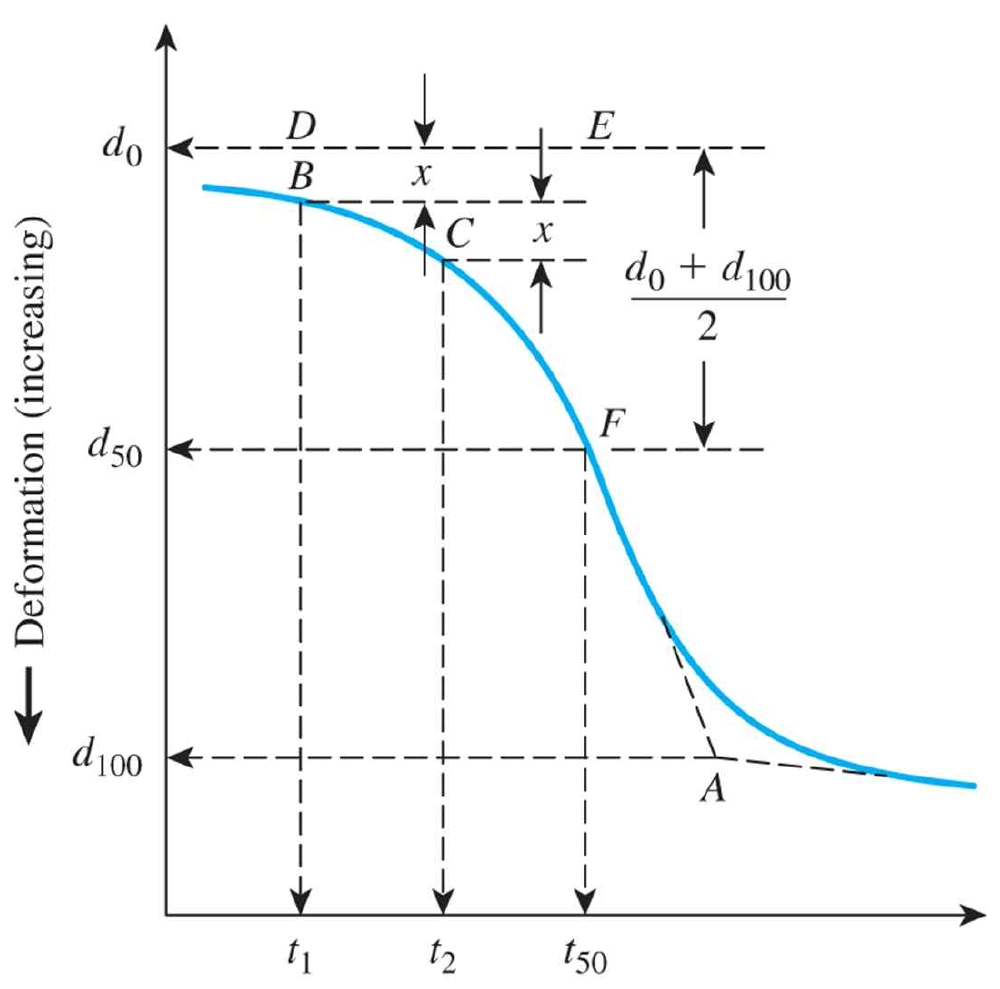 D
E
d₀
B
x
C
x
d₀ + d₁₀₀
2
Deformation (increasing)
F
d₅₀
d₁₀₀
A
t₁
t₂
t₅₀